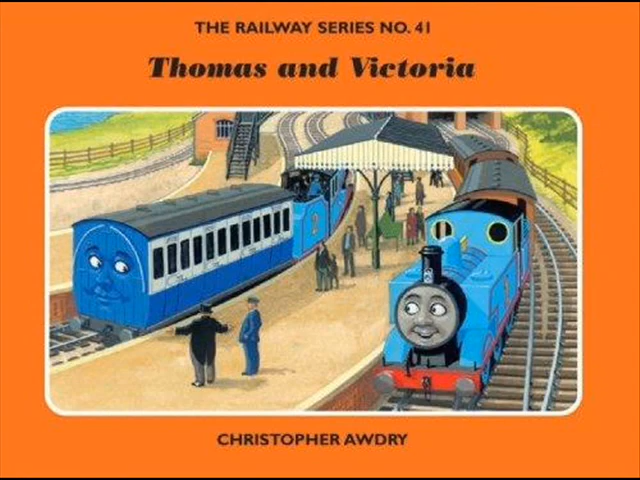 THE RAILWAY SERIES NO. 41
Thomas and Victoria
CHRISTOPHER AWDRY